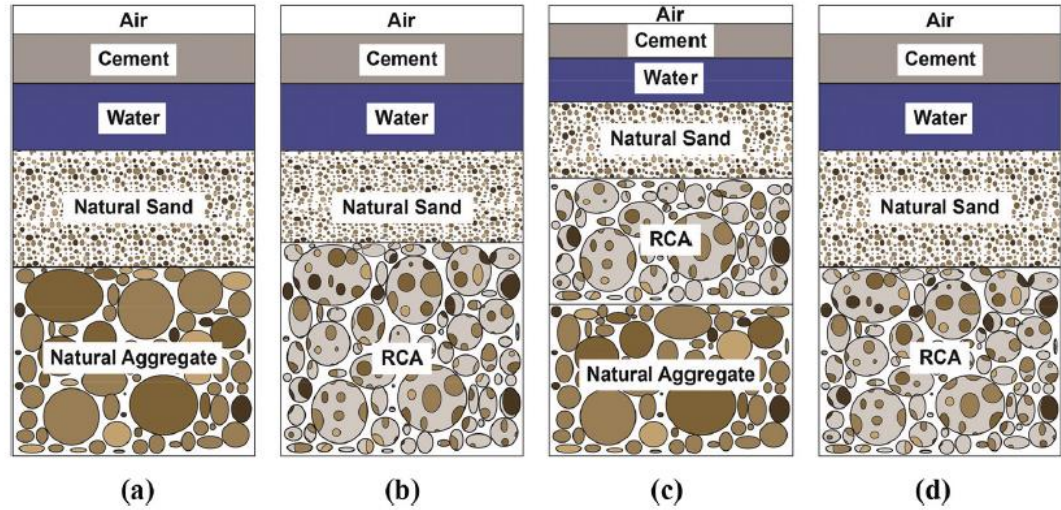 Air
Cement
Water
Natural Sand
Natural Aggregate
(a)
Air
Cement
Water
Natural Sand
RCA
(b)
Air
Cement
Water
Natural Sand
RCA
Natural Aggregate
(c)
Air
Cement
Water
Natural Sand
RCA
(d)